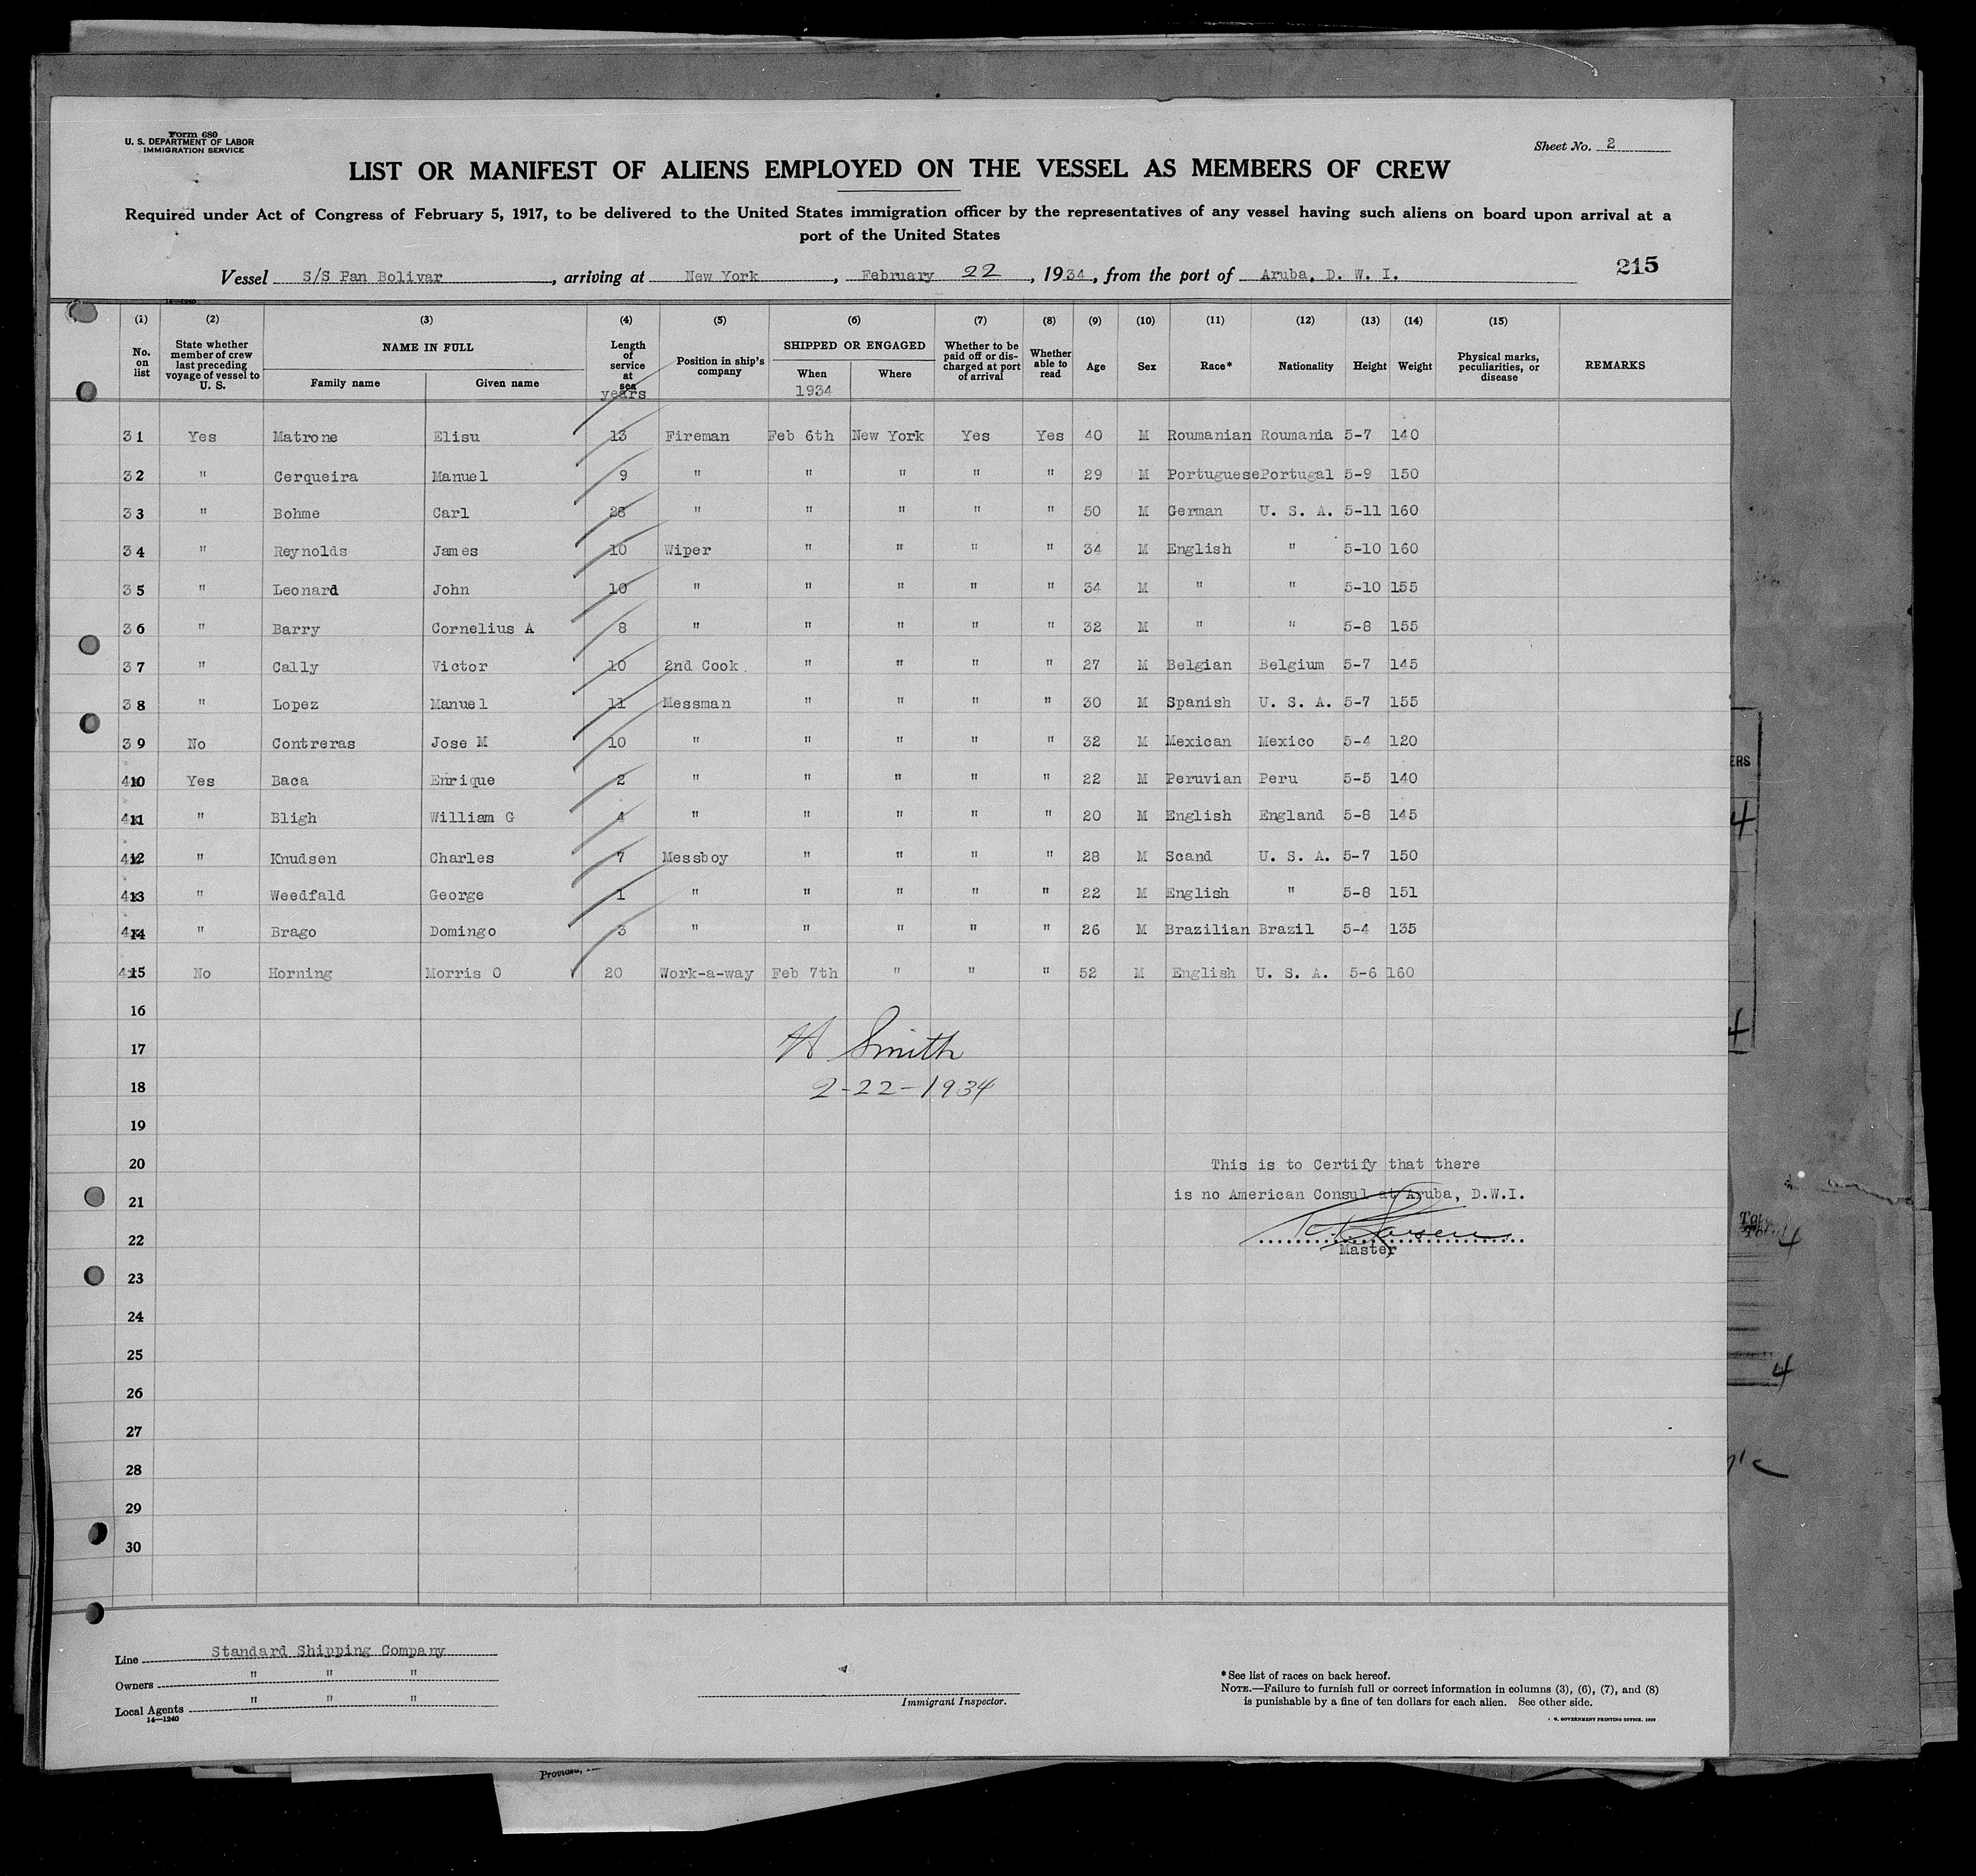 Form 680
U. S. DEPARTMENT OF LABOR
IMMIGRATION SERVICE
Sheet No. 2
LIST OR MANIFEST OF ALIENS EMPLOYED ON THE VESSEL AS MEMBERS OF CREW
Required under Act of Congress of February 5, 1917, to be delivered to the United States immigration officer by the representatives of any vessel having such aliens on board upon arrival at a
port of the United States
215
Vessel S/S Pan Bolivar, arriving at New York, February 22, 1934, from the port of Aruba, D. W. I.
14—1240
(1) (2) (3) (4) (5) (6) (7) (8) (9) (10) (11) (12) (13) (14) (15)
No. on list State whether member of crew last preceding voyage of vessel to U. S. NAME IN FULL Family name Given name Length of service at sea years Position in ship's company SHIPPED OR ENGAGED When 1934 Where Whether to be paid off or discharged at port of arrival Whether able to read Age Sex Race* Nationality Height Weight Physical marks, peculiarities, or disease REMARKS
31 Yes Matrone Elisu 13 Fireman Feb 6th New York Yes Yes 40 M Roumanian Roumania 5-7 140
32 " Cerqueira Manuel 9 " " " " " 29 M Portuguese Portugal 5-9 150
33 " Bohme Carl 28 " " " " " 50 M German U. S. A. 5-11 160
34 " Reynolds James 10 Wiper " " " " 34 M English " 5-10 160
35 " Leonard John 10 " " " " " 34 M " " 5-10 155
36 " Barry Cornelius A 8 " " " " " 32 M " " 5-8 155
37 " Cally Victor 10 2nd Cook " " " " 27 M Belgian Belgium 5-7 145
38 " Lopez Manuel 11 Messman " " " " 30 M Spanish U. S. A. 5-7 155
39 No Contreras Jose M 10 " " " " " 32 M Mexican Mexico 5-4 120
40 Yes Baca Enrique 2 " " " " " 22 M Peruvian Peru 5-5 140
41 " Bligh William G 4 " " " " " 20 M English England 5-8 145
42 " Knudsen Charles 7 Messboy " " " " 28 M Scand U. S. A. 5-7 150
43 " Weedfald George 1 " " " " " 22 M English " 5-8 151
44 " Brago Domingo 3 " " " " " 26 M Brazilian Brazil 5-4 135
45 No Horning Morris O 20 Work-a-way Feb 7th " " " 52 M English U. S. A. 5-6 160
16
17 H Smith
18 2-22-1934
19
20 This is to Certify that there
21 is no American Consul at Aruba, D.W.I.
22
Master
23
24
25
26
27
28
29
30
Line Standard Shipping Company
Owners " " "
Local Agents " " "
14—1240
Immigrant Inspector.
*See list of races on back hereof.
NOTE.—Failure to furnish full or correct information in columns (3), (6), (7), and (8)
is punishable by a fine of ten dollars for each alien. See other side.
S. GOVERNMENT PRINTING OFFICE. 1929